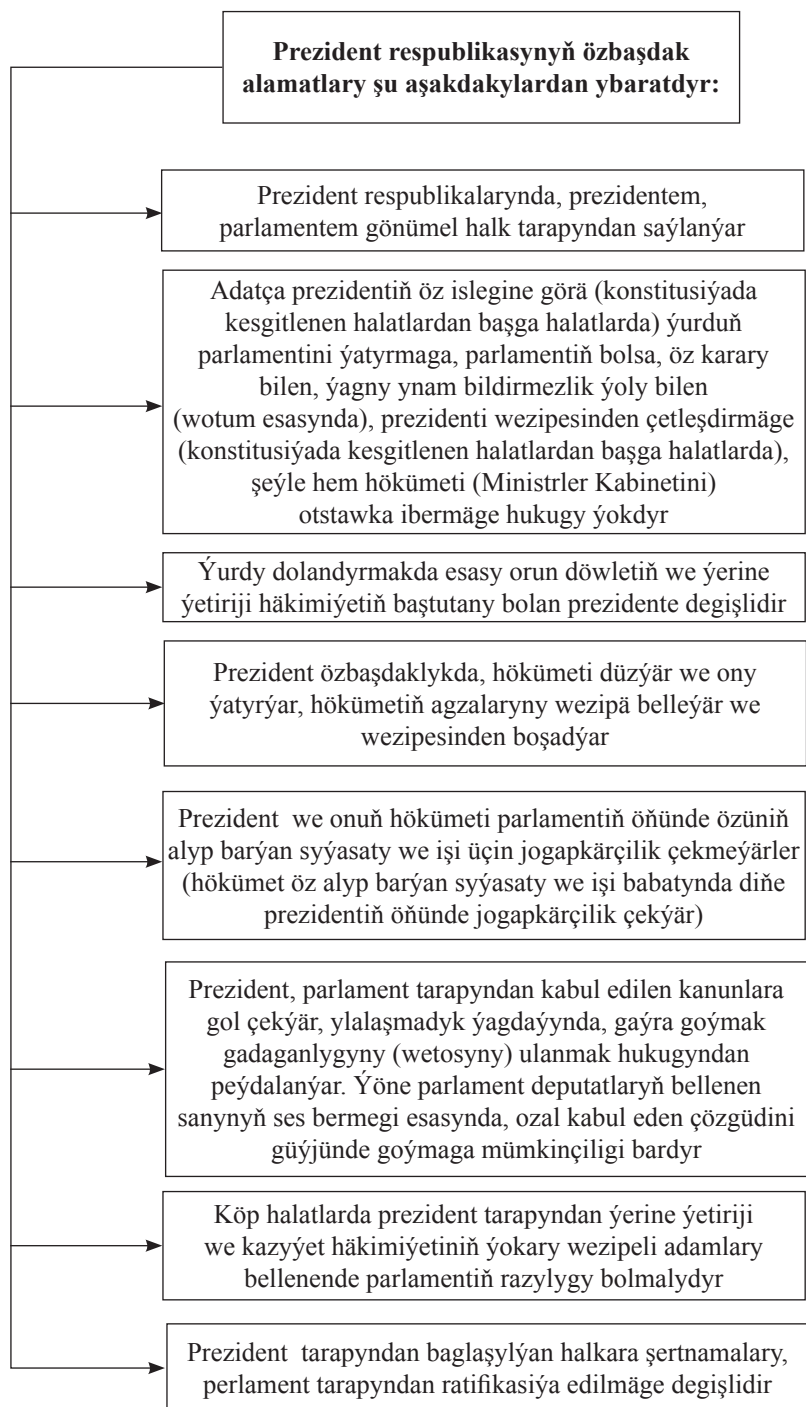 Prezident respublikasynyň özbaşdak
alamatlary şu aşakdakylardan ybaratdyr:
Prezident respublikalarynda, prezidentem,
parlamentem gönümel halk tarapyndan saýlanýar
Adatça prezidentiň öz islegine görä (konstitusiýada
kesgitlenen halatlardan başga halatlarda) ýurduň
parlamentini ýatyrmaga, parlamentiň bolsa, öz karary
bilen, ýagny ynam bildirmezlik ýoly bilen
(wotum esasynda), prezidenti wezipesinden çetleşdirmäge
(konstitusiýada kesgitlenen halatlardan başga halatlarda),
şeýle hem hökümeti (Ministrler Kabinetini)
otstawka ibermäge hukugy ýokdyr
Ýurdy dolandyrmakda esasy orun döwletiň we ýerine
ýetiriji häkimiýetiň baştutany bolan prezidente degişlidir
Prezident özbaşdaklykda, hökümeti düzýär we ony
ýatyrýar, hökümetiň agzalaryny wezipä belleýär we
wezipesinden boşadýar
Prezident we onuň hökümeti parlamentiň öňünde özüniň
alyp barýan syýasaty we işi üçin jogapkärçilik çekmeýärler
(hökümet öz alyp barýan syýasaty we işi babatynda diňe
prezidentiň öňünde jogapkärçilik çekýär)
Prezident, parlament tarapyndan kabul edilen kanunlara
gol çekýär, ylalaşmadyk ýagdaýynda, gaýra goýmak
gadaganlygyny (wetosyny) ulanmak hukugyndan
peýdalanýar. Ýöne parlament deputatlaryň bellenen
sanynyň ses bermegi esasynda, ozal kabul eden çözgüdini
güýjünde goýmaga mümkinçiligi bardyr
Köp halatlarda prezident tarapyndan ýerine ýetiriji
we kazyýet häkimiýetiniň ýokary wezipeli adamlary
bellenende parlamentiň razylygy bolmalydyr
Prezident tarapyndan baglaşylýan halkara şertnamalary,
perlament tarapyndan ratifikasiýa edilmäge degişlidir